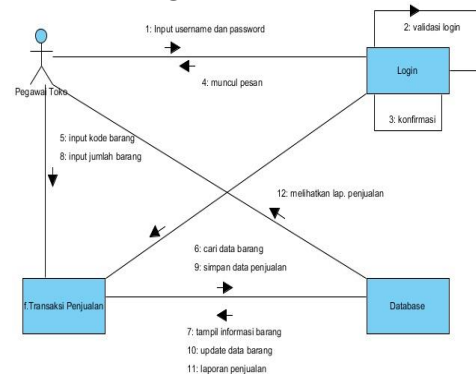 1: Input username dan password
2: validasi login
Login
4: muncul pesan
Pegawai Toko
3: konfirmasi
5: input kode barang
8: input jumlah barang
12: melihatkan lap. penjualan
6: cari data barang
9: simpan data penjualan
f.Transaksi Penjualan
Database
7: tampil informasi barang
10: update data barang
11: laporan penjualan